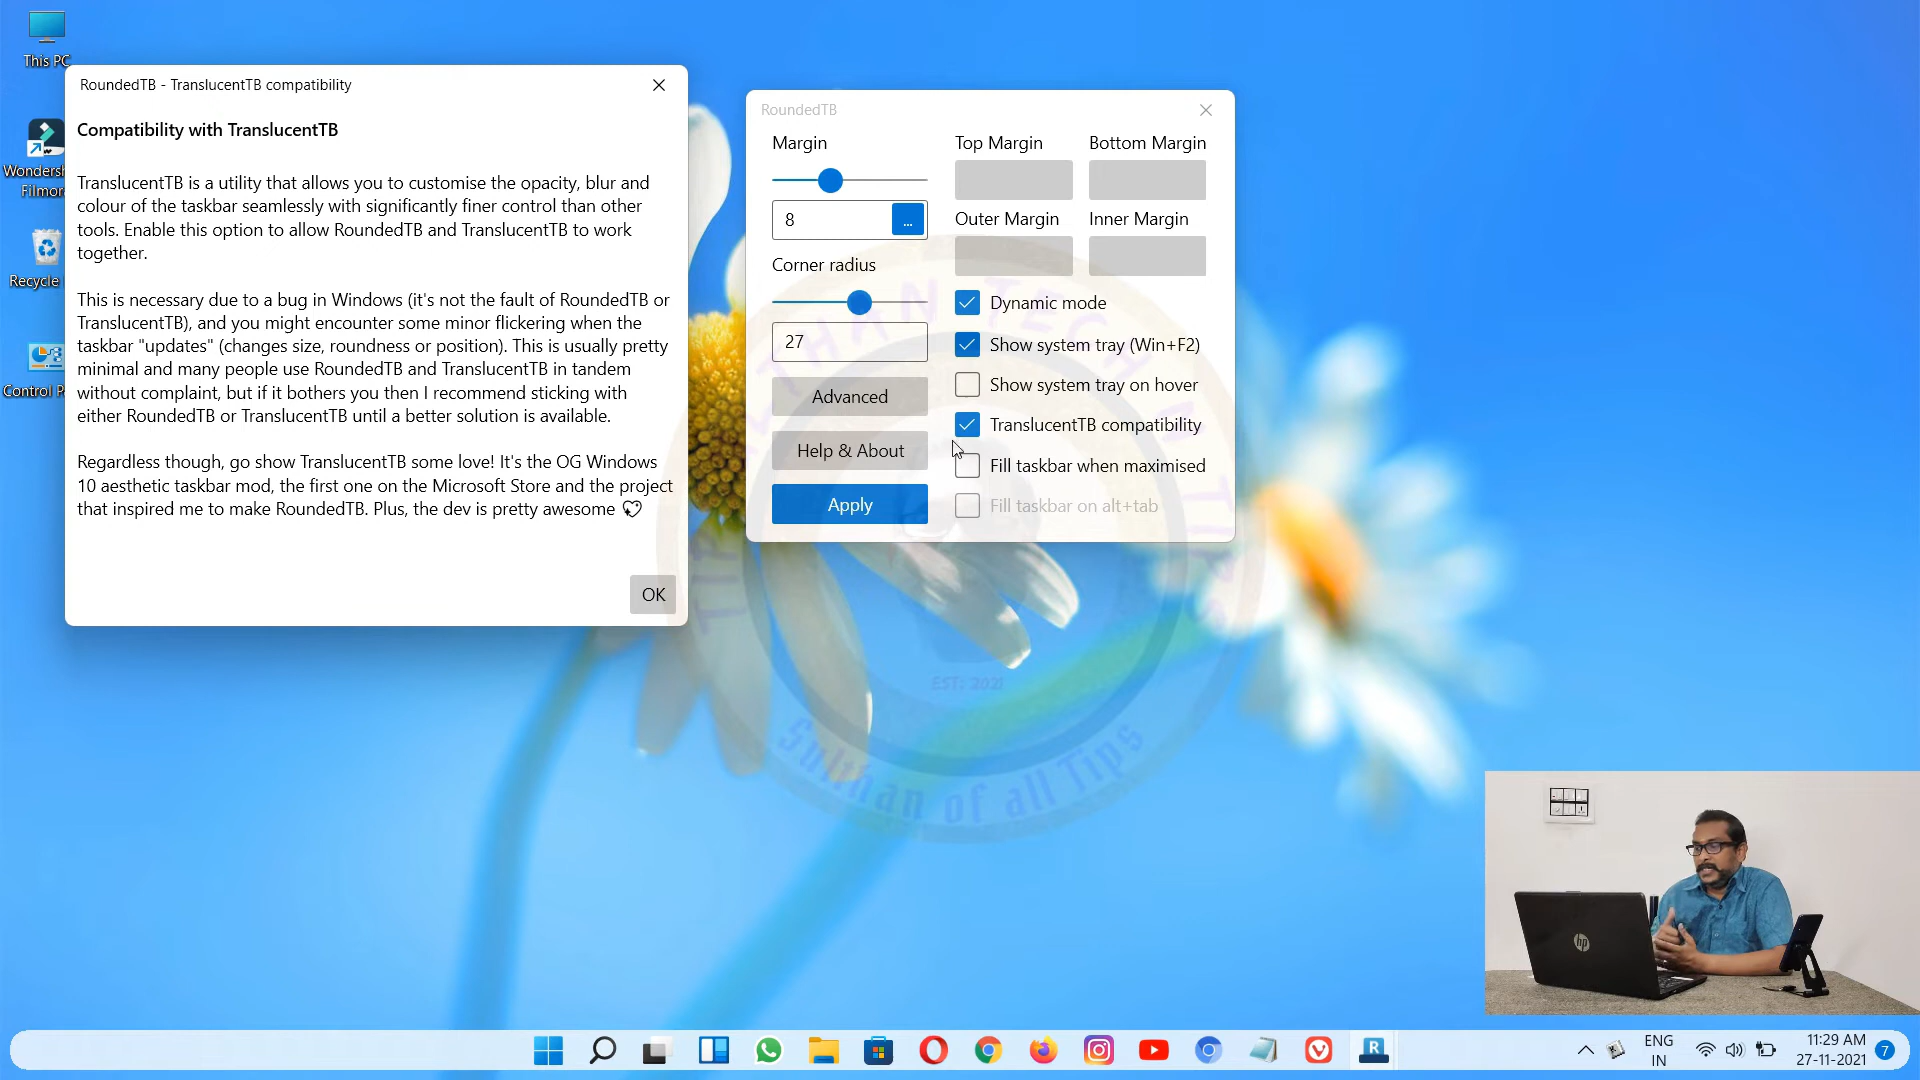 This PC
Wondersh
Filmor
Recycle
Control P
RoundedTB - TranslucentTB compatibility
Compatibility with TranslucentTB
TranslucentTB is a utility that allows you to customise the opacity, blur and
colour of the taskbar seamlessly with significantly finer control than other
tools. Enable this option to allow RoundedTB and TranslucentTB to work
together.
This is necessary due to a bug in Windows (it's not the fault of RoundedTB or
TranslucentTB), and you might encounter some minor flickering when the
taskbar "updates" (changes size, roundness or position). This is usually pretty
minimal and many people use RoundedTB and TranslucentTB in tandem
without complaint, but if it bothers you then I recommend sticking with
either RoundedTB or TranslucentTB until a better solution is available.
Regardless though, go show TranslucentTB some love! It's the OG Windows
10 aesthetic taskbar mod, the first one on the Microsoft Store and the project
that inspired me to make RoundedTB. Plus, the dev is pretty awesome
OK
RoundedTB
Margin
8
...
Corner radius
27
Advanced
Help & About
Apply
Top Margin
Bottom Margin
Outer Margin
Inner Margin
Dynamic mode
Show system tray (Win+F2)
Show system tray on hover
TranslucentTB compatibility
Fill taskbar when maximised
Fill taskbar on alt+tab
EST: 2021
Sulthan of all Tips
hp
R
ENG
IN
11:29 AM
27-11-2021
7